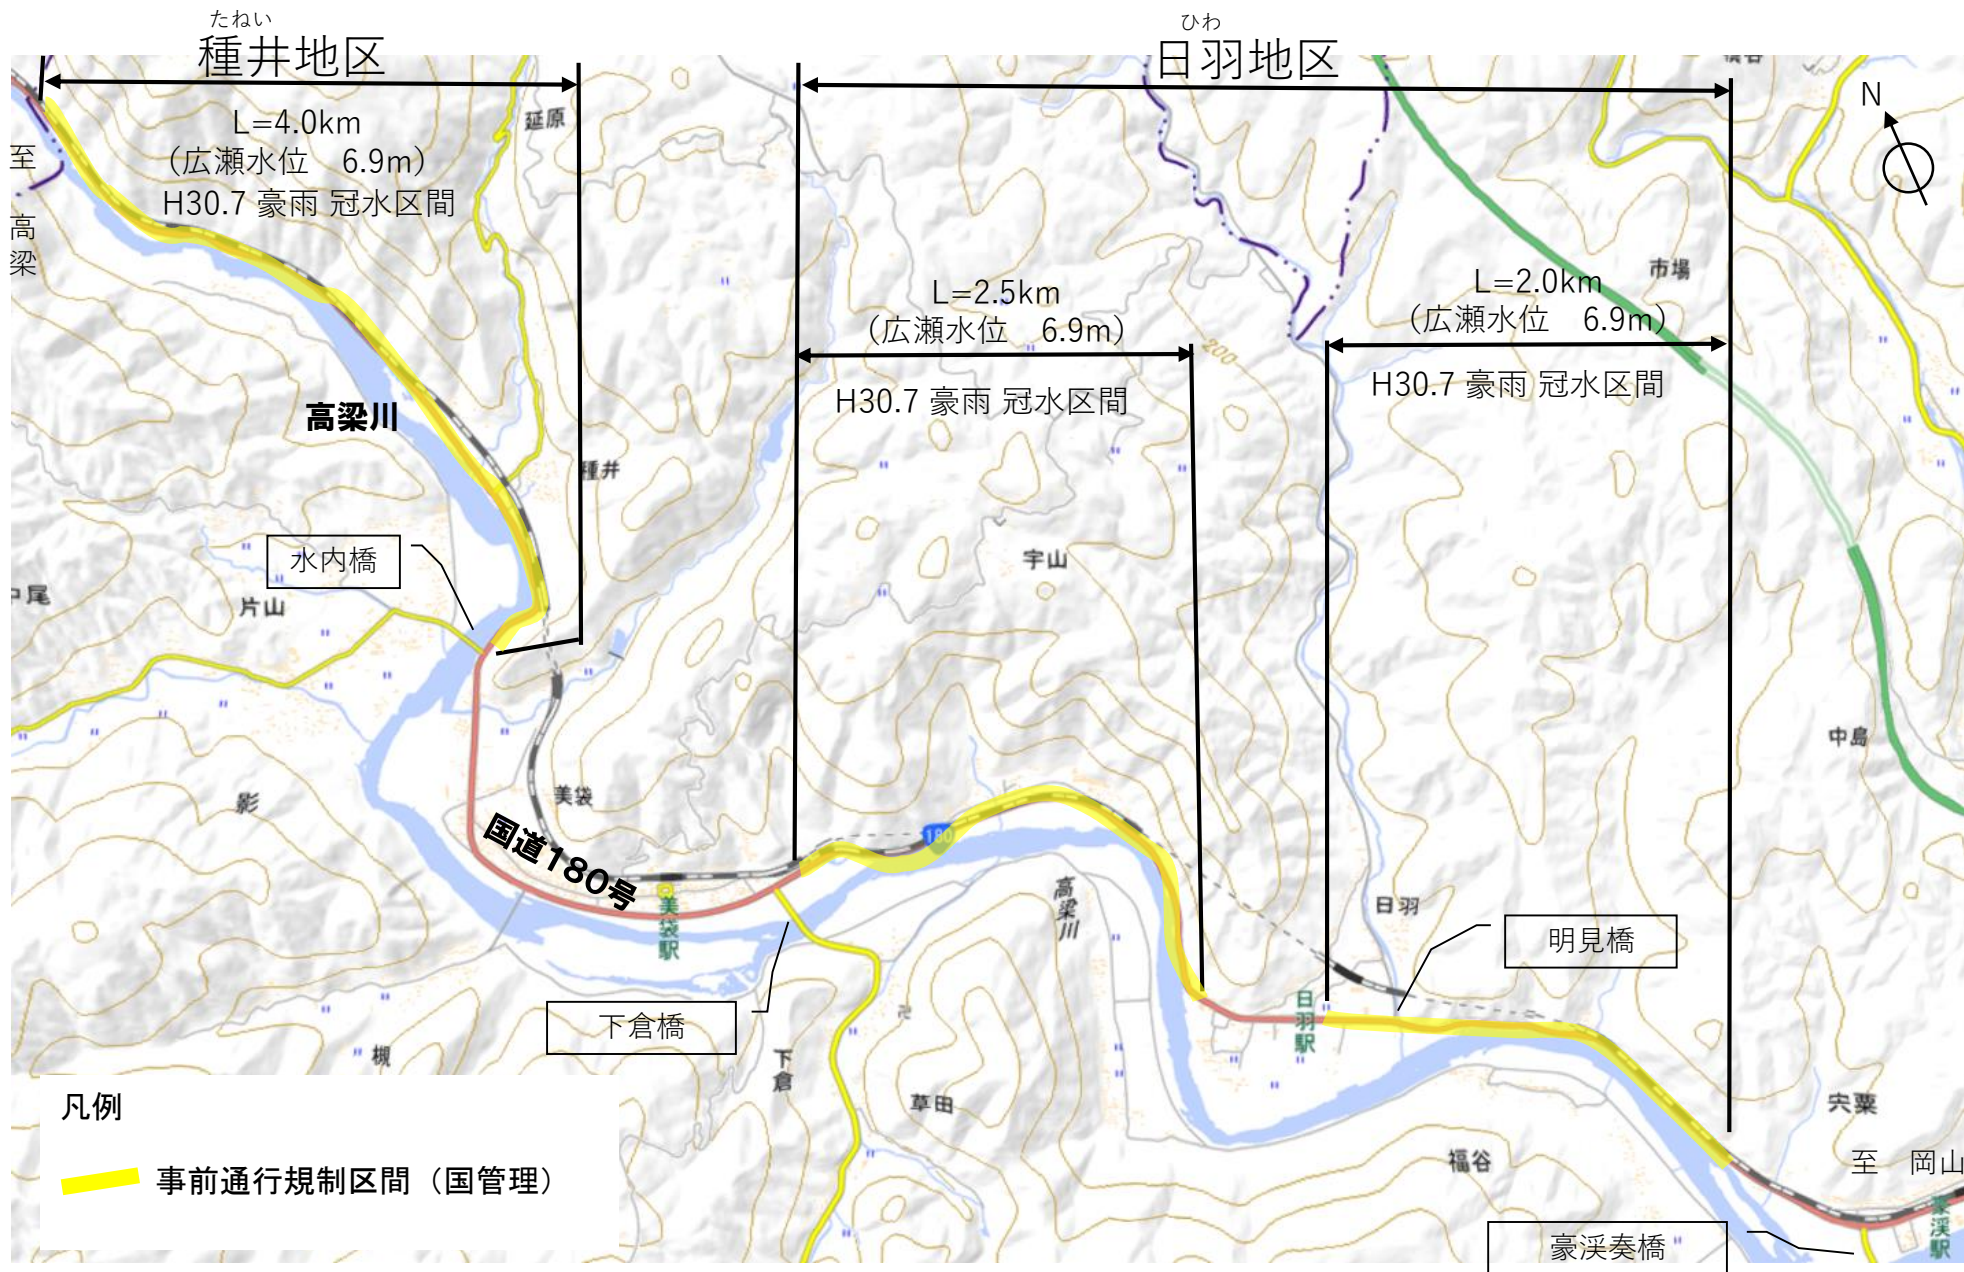 たねい
種井地区
ひわ
日羽地区
N
L=4.0km
（広瀬水位　6.9m）
H30.7 豪雨 冠水区間
至
高梁
延原
L=2.5km
（広瀬水位　6.9m）
H30.7 豪雨 冠水区間
200
市場
L=2.0km
（広瀬水位　6.9m）
H30.7 豪雨 冠水区間
高梁川
種井
水内橋
宇山
中尾
片山
中島
影
美袋
国道180号
180
美袋駅
高梁川
日羽
明見橋
下倉橋
日羽駅
槻
下倉
草田
宍粟
福谷
至　岡山
豪渓駅
豪渓奏橋
凡例
事前通行規制区間（国管理）